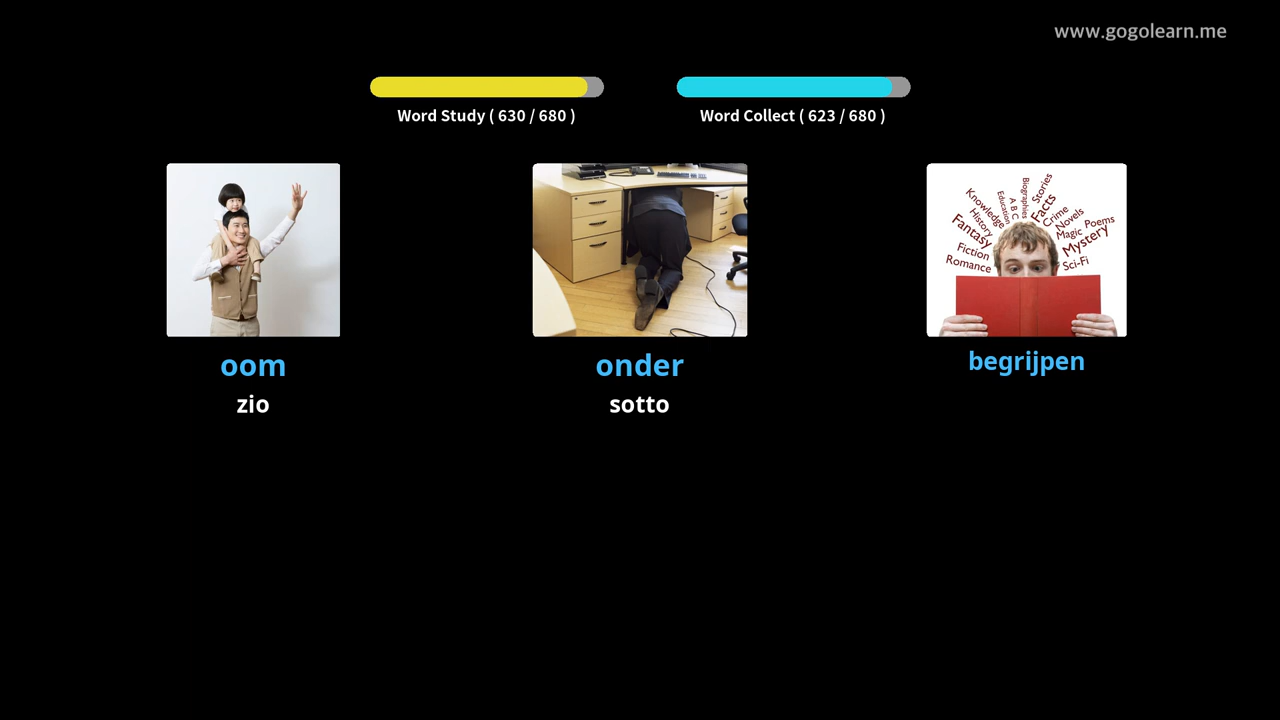 www.gogolearn.me
Word Study ( 630 / 680 )
Word Collect ( 623 / 680 )
Knowledge
History
Fantasy
Fiction
Romance
Education
A B C
Biographies
Stories
Facts
Crime
Novels
Magic
Poems
Mystery
Sci-Fi
oom
zio
onder
sotto
begrijpen